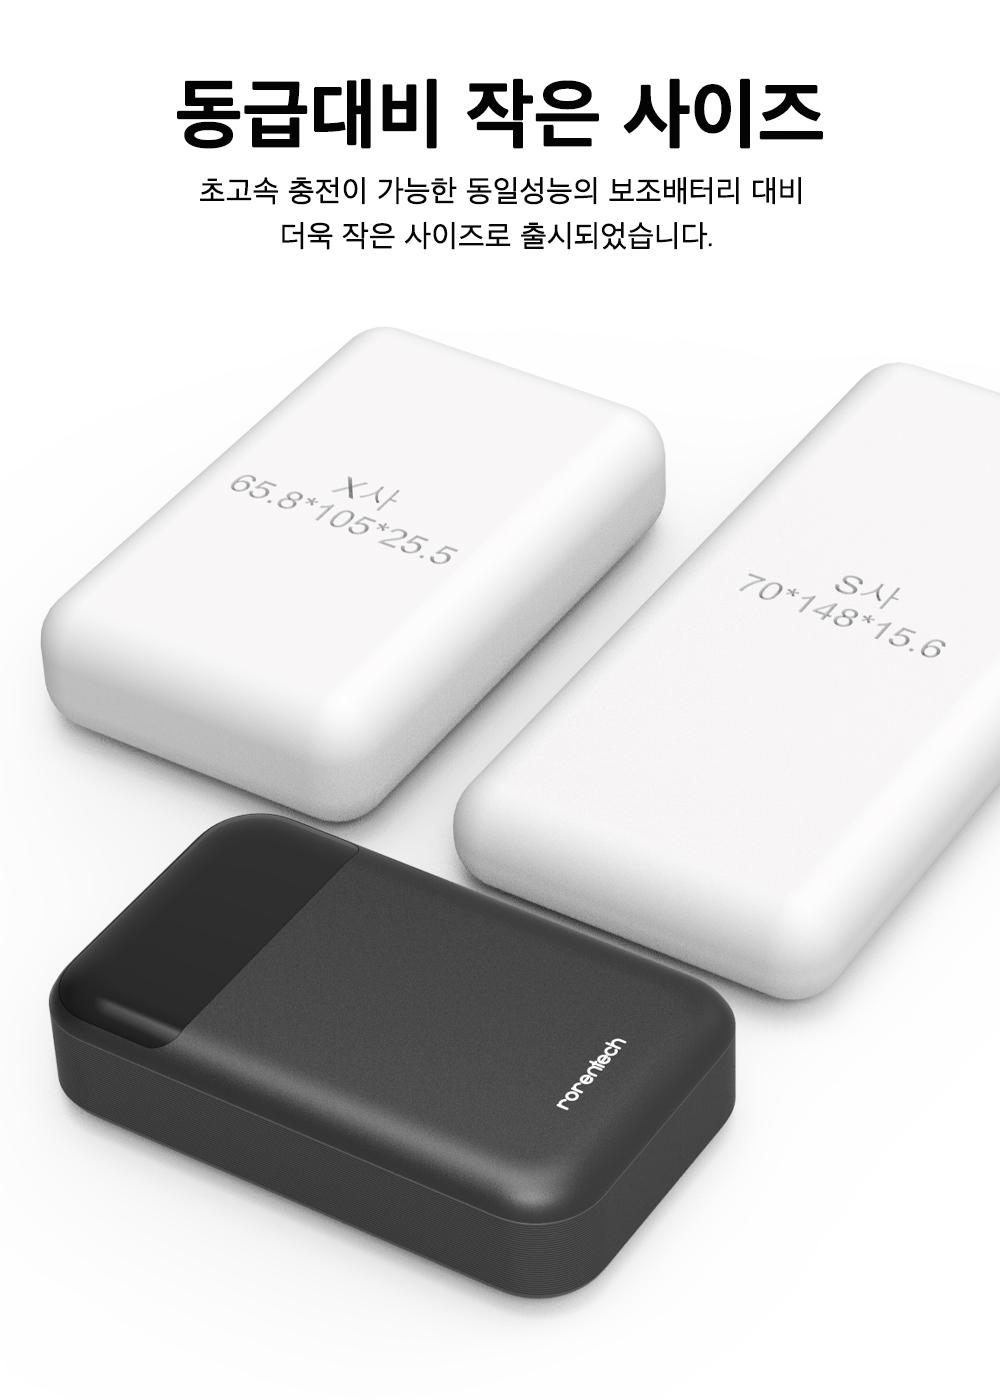 동급대비 작은 사이즈
초고속 충전이 가능한 동일성능의 보조배터리 대비
더욱 작은 사이즈로 출시되었습니다.
X사
65.8*105*25.5
S사
70*148*15.6
rorentech